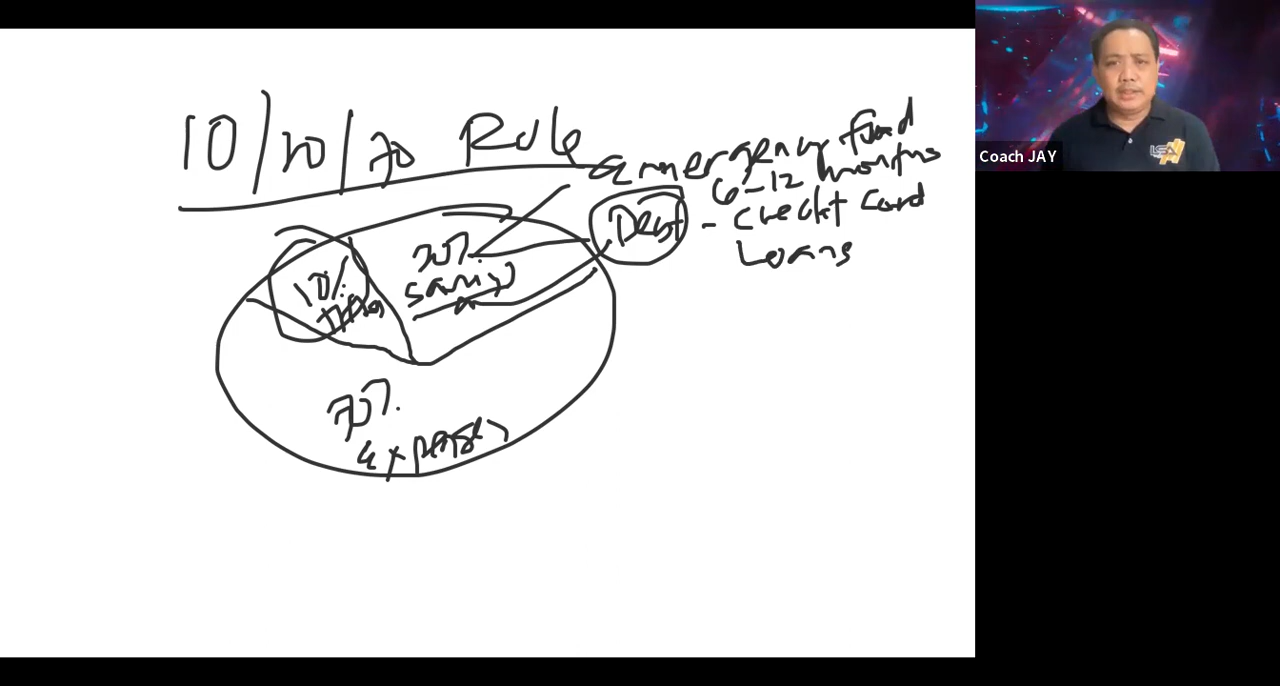 10/20/70 Rule
emergency fund
6-12 months
Debt - Credit Card
Loans
10%
tithes
20%
saving
70%
expenses
Coach JAY